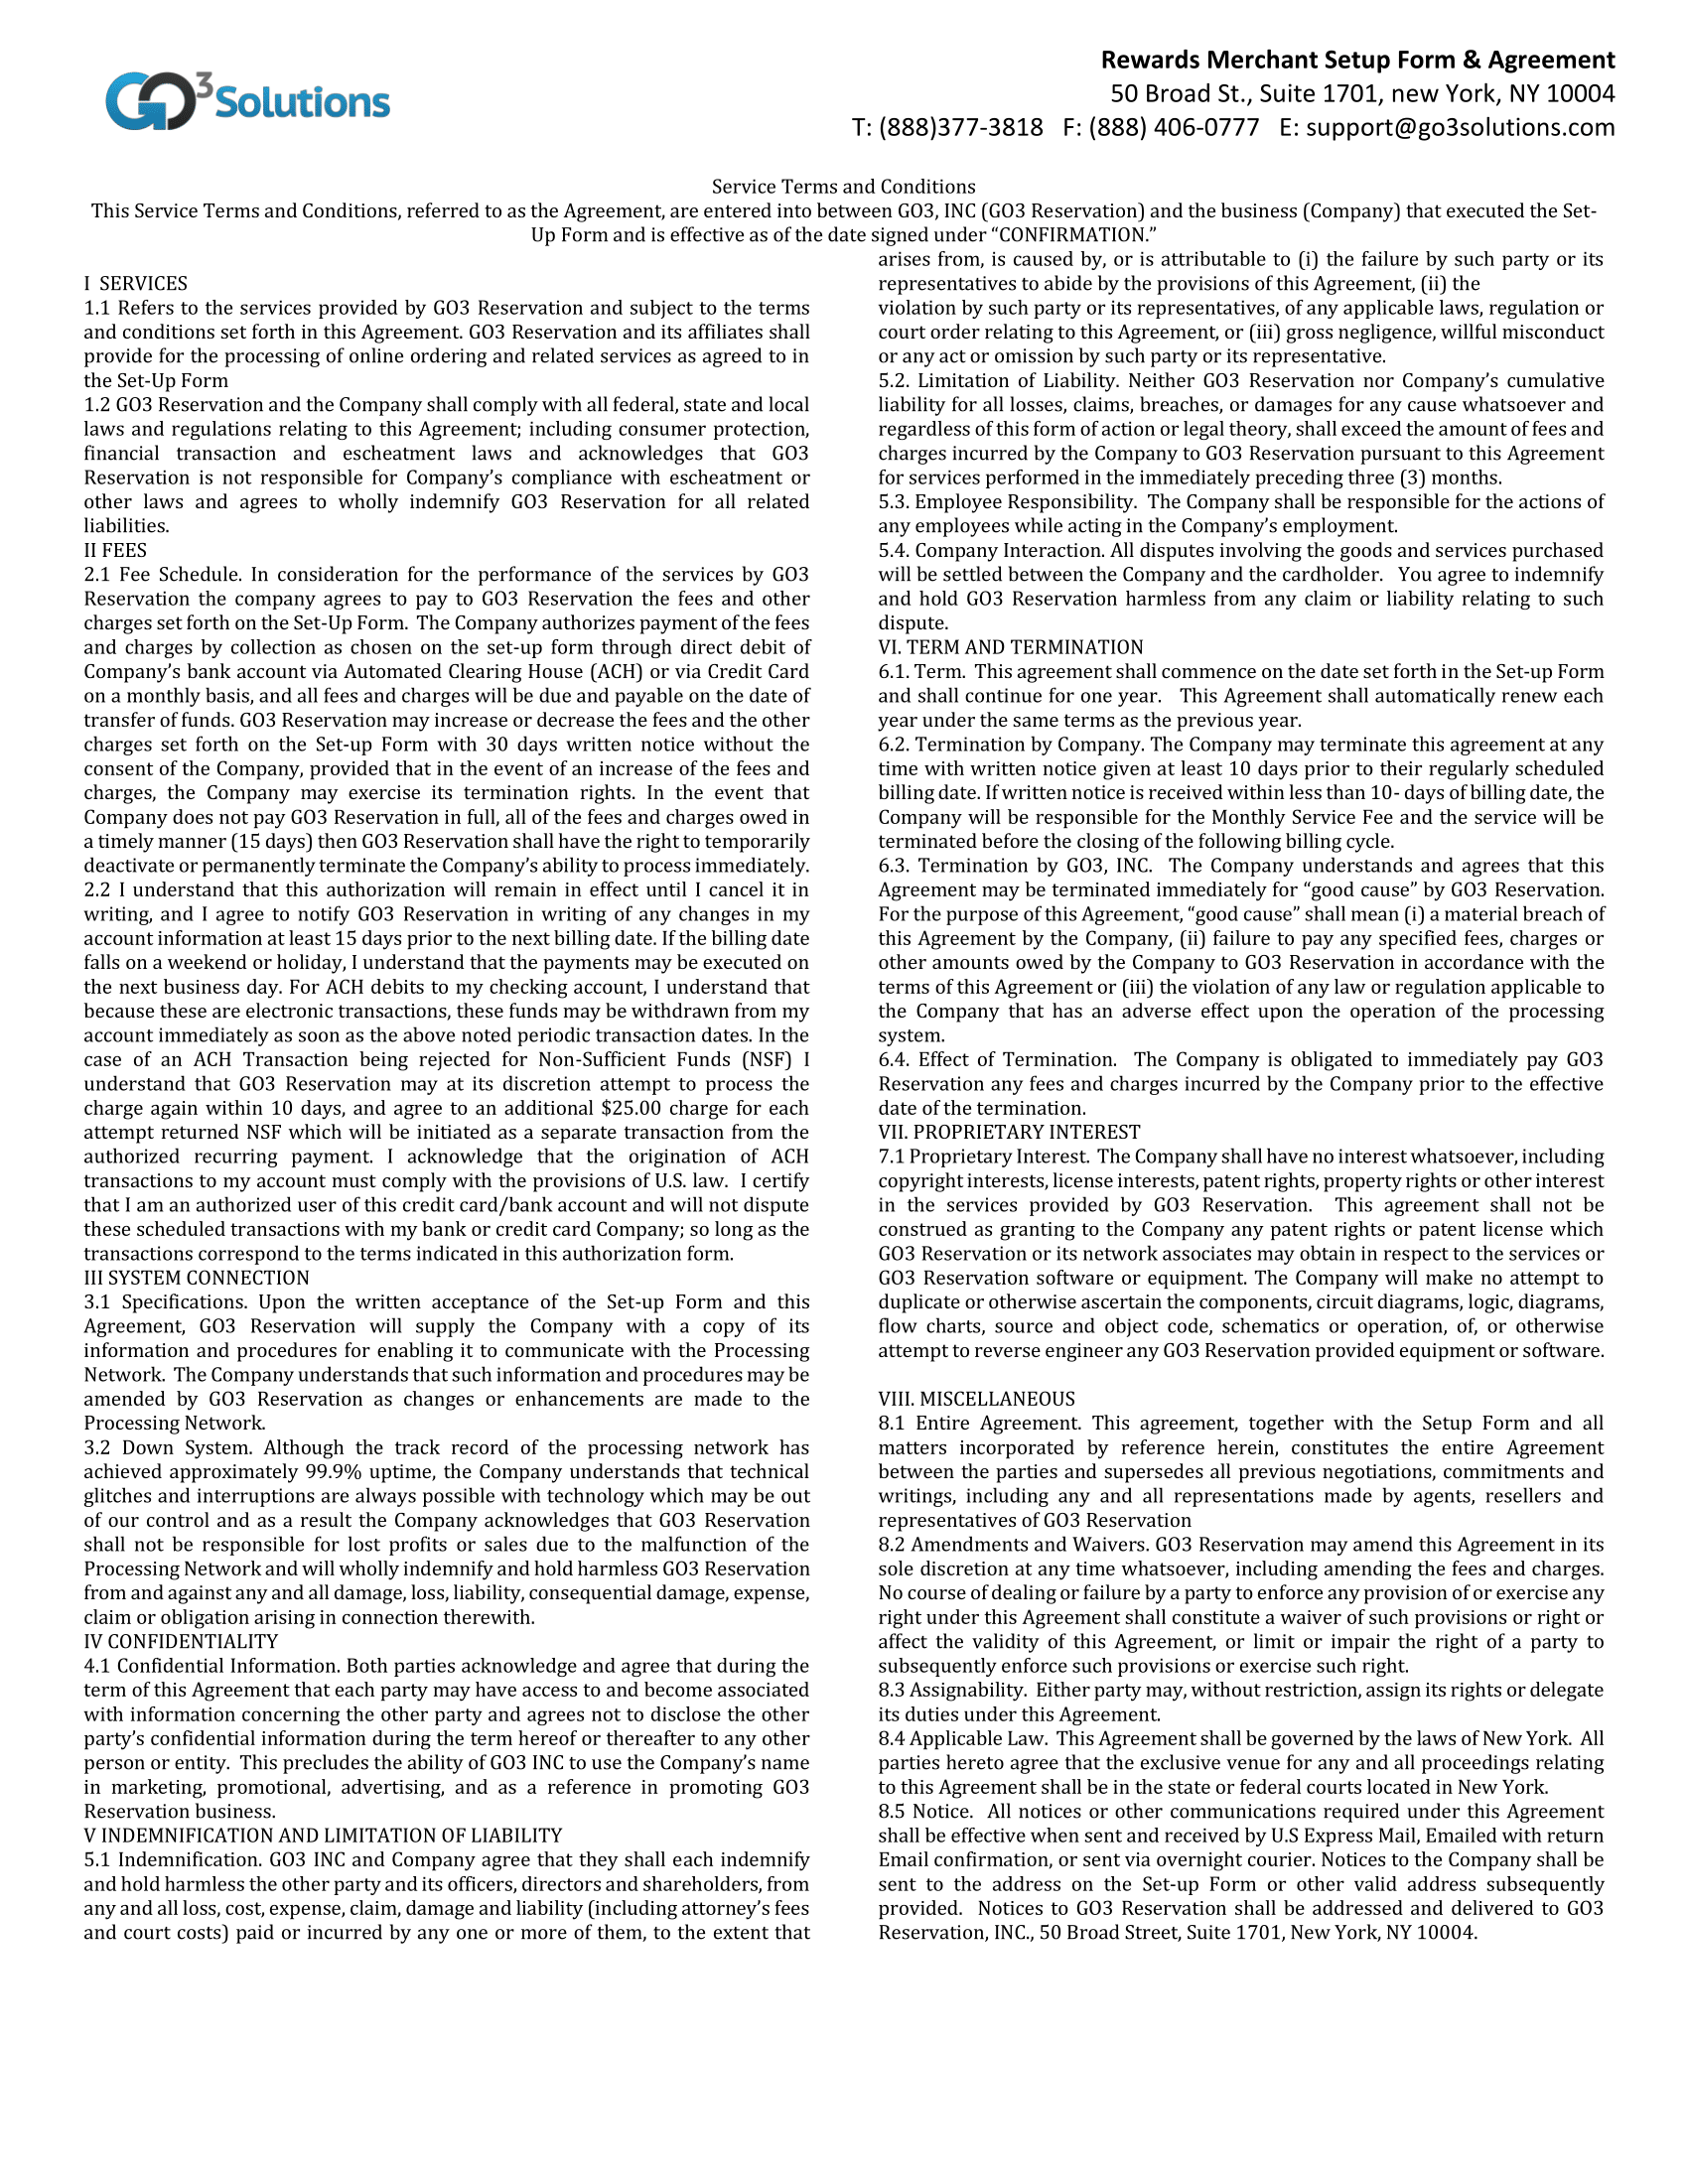 GO3Solutions
Rewards Merchant Setup Form & Agreement
50 Broad St., Suite 1701, new York, NY 10004
T: (888)377-3818   F: (888) 406-0777   E: support@go3solutions.com
Service Terms and Conditions
This Service Terms and Conditions, referred to as the Agreement, are entered into between GO3, INC (GO3 Reservation) and the business (Company) that executed the Set-
Up Form and is effective as of the date signed under “CONFIRMATION.”
I  SERVICES
1.1 Refers to the services provided by GO3 Reservation and subject to the terms
and conditions set forth in this Agreement. GO3 Reservation and its affiliates shall
provide for the processing of online ordering and related services as agreed to in
the Set-Up Form
1.2 GO3 Reservation and the Company shall comply with all federal, state and local
laws and regulations relating to this Agreement; including consumer protection,
financial transaction and escheatment laws and acknowledges that GO3
Reservation is not responsible for Company’s compliance with escheatment or
other laws and agrees to wholly indemnify GO3 Reservation for all related
liabilities.
II FEES
2.1 Fee Schedule. In consideration for the performance of the services by GO3
Reservation the company agrees to pay to GO3 Reservation the fees and other
charges set forth on the Set-Up Form.  The Company authorizes payment of the fees
and charges by collection as chosen on the set-up form through direct debit of
Company’s bank account via Automated Clearing House (ACH) or via Credit Card
on a monthly basis, and all fees and charges will be due and payable on the date of
transfer of funds. GO3 Reservation may increase or decrease the fees and the other
charges set forth on the Set-up Form with 30 days written notice without the
consent of the Company, provided that in the event of an increase of the fees and
charges, the Company may exercise its termination rights. In the event that
Company does not pay GO3 Reservation in full, all of the fees and charges owed in
a timely manner (15 days) then GO3 Reservation shall have the right to temporarily
deactivate or permanently terminate the Company’s ability to process immediately.
2.2 I understand that this authorization will remain in effect until I cancel it in
writing, and I agree to notify GO3 Reservation in writing of any changes in my
account information at least 15 days prior to the next billing date. If the billing date
falls on a weekend or holiday, I understand that the payments may be executed on
the next business day. For ACH debits to my checking account, I understand that
because these are electronic transactions, these funds may be withdrawn from my
account immediately as soon as the above noted periodic transaction dates. In the
case of an ACH Transaction being rejected for Non-Sufficient Funds (NSF) I
understand that GO3 Reservation may at its discretion attempt to process the
charge again within 10 days, and agree to an additional $25.00 charge for each
attempt returned NSF which will be initiated as a separate transaction from the
authorized recurring payment. I acknowledge that the origination of ACH
transactions to my account must comply with the provisions of U.S. law.  I certify
that I am an authorized user of this credit card/bank account and will not dispute
these scheduled transactions with my bank or credit card Company; so long as the
transactions correspond to the terms indicated in this authorization form.
III SYSTEM CONNECTION
3.1 Specifications. Upon the written acceptance of the Set-up Form and this
Agreement, GO3 Reservation will supply the Company with a copy of its
information and procedures for enabling it to communicate with the Processing
Network.  The Company understands that such information and procedures may be
amended by GO3 Reservation as changes or enhancements are made to the
Processing Network.
3.2 Down System. Although the track record of the processing network has
achieved approximately 99.9% uptime, the Company understands that technical
glitches and interruptions are always possible with technology which may be out
of our control and as a result the Company acknowledges that GO3 Reservation
shall not be responsible for lost profits or sales due to the malfunction of the
Processing Network and will wholly indemnify and hold harmless GO3 Reservation
from and against any and all damage, loss, liability, consequential damage, expense,
claim or obligation arising in connection therewith.
IV CONFIDENTIALITY
4.1 Confidential Information. Both parties acknowledge and agree that during the
term of this Agreement that each party may have access to and become associated
with information concerning the other party and agrees not to disclose the other
party’s confidential information during the term hereof or thereafter to any other
person or entity.  This precludes the ability of GO3 INC to use the Company’s name
in marketing, promotional, advertising, and as a reference in promoting GO3
Reservation business.
V INDEMNIFICATION AND LIMITATION OF LIABILITY
5.1 Indemnification. GO3 INC and Company agree that they shall each indemnify
and hold harmless the other party and its officers, directors and shareholders, from
any and all loss, cost, expense, claim, damage and liability (including attorney’s fees
and court costs) paid or incurred by any one or more of them, to the extent that
arises from, is caused by, or is attributable to (i) the failure by such party or its
representatives to abide by the provisions of this Agreement, (ii) the
violation by such party or its representatives, of any applicable laws, regulation or
court order relating to this Agreement, or (iii) gross negligence, willful misconduct
or any act or omission by such party or its representative.
5.2. Limitation of Liability. Neither GO3 Reservation nor Company’s cumulative
liability for all losses, claims, breaches, or damages for any cause whatsoever and
regardless of this form of action or legal theory, shall exceed the amount of fees and
charges incurred by the Company to GO3 Reservation pursuant to this Agreement
for services performed in the immediately preceding three (3) months.
5.3. Employee Responsibility.  The Company shall be responsible for the actions of
any employees while acting in the Company’s employment.
5.4. Company Interaction. All disputes involving the goods and services purchased
will be settled between the Company and the cardholder.   You agree to indemnify
and hold GO3 Reservation harmless from any claim or liability relating to such
dispute.
VI. TERM AND TERMINATION
6.1. Term.  This agreement shall commence on the date set forth in the Set-up Form
and shall continue for one year.   This Agreement shall automatically renew each
year under the same terms as the previous year.
6.2. Termination by Company. The Company may terminate this agreement at any
time with written notice given at least 10 days prior to their regularly scheduled
billing date. If written notice is received within less than 10- days of billing date, the
Company will be responsible for the Monthly Service Fee and the service will be
terminated before the closing of the following billing cycle.
6.3. Termination by GO3, INC.  The Company understands and agrees that this
Agreement may be terminated immediately for “good cause” by GO3 Reservation.
For the purpose of this Agreement, “good cause” shall mean (i) a material breach of
this Agreement by the Company, (ii) failure to pay any specified fees, charges or
other amounts owed by the Company to GO3 Reservation in accordance with the
terms of this Agreement or (iii) the violation of any law or regulation applicable to
the Company that has an adverse effect upon the operation of the processing
system.
6.4. Effect of Termination.  The Company is obligated to immediately pay GO3
Reservation any fees and charges incurred by the Company prior to the effective
date of the termination.
VII. PROPRIETARY INTEREST
7.1 Proprietary Interest.  The Company shall have no interest whatsoever, including
copyright interests, license interests, patent rights, property rights or other interest
in the services provided by GO3 Reservation.  This agreement shall not be
construed as granting to the Company any patent rights or patent license which
GO3 Reservation or its network associates may obtain in respect to the services or
GO3 Reservation software or equipment. The Company will make no attempt to
duplicate or otherwise ascertain the components, circuit diagrams, logic, diagrams,
flow charts, source and object code, schematics or operation, of, or otherwise
attempt to reverse engineer any GO3 Reservation provided equipment or software.
VIII. MISCELLANEOUS
8.1 Entire Agreement. This agreement, together with the Setup Form and all
matters incorporated by reference herein, constitutes the entire Agreement
between the parties and supersedes all previous negotiations, commitments and
writings, including any and all representations made by agents, resellers and
representatives of GO3 Reservation
8.2 Amendments and Waivers. GO3 Reservation may amend this Agreement in its
sole discretion at any time whatsoever, including amending the fees and charges.
No course of dealing or failure by a party to enforce any provision of or exercise any
right under this Agreement shall constitute a waiver of such provisions or right or
affect the validity of this Agreement, or limit or impair the right of a party to
subsequently enforce such provisions or exercise such right.
8.3 Assignability.  Either party may, without restriction, assign its rights or delegate
its duties under this Agreement.
8.4 Applicable Law.  This Agreement shall be governed by the laws of New York.  All
parties hereto agree that the exclusive venue for any and all proceedings relating
to this Agreement shall be in the state or federal courts located in New York.
8.5 Notice.  All notices or other communications required under this Agreement
shall be effective when sent and received by U.S Express Mail, Emailed with return
Email confirmation, or sent via overnight courier. Notices to the Company shall be
sent to the address on the Set-up Form or other valid address subsequently
provided.  Notices to GO3 Reservation shall be addressed and delivered to GO3
Reservation, INC., 50 Broad Street, Suite 1701, New York, NY 10004.